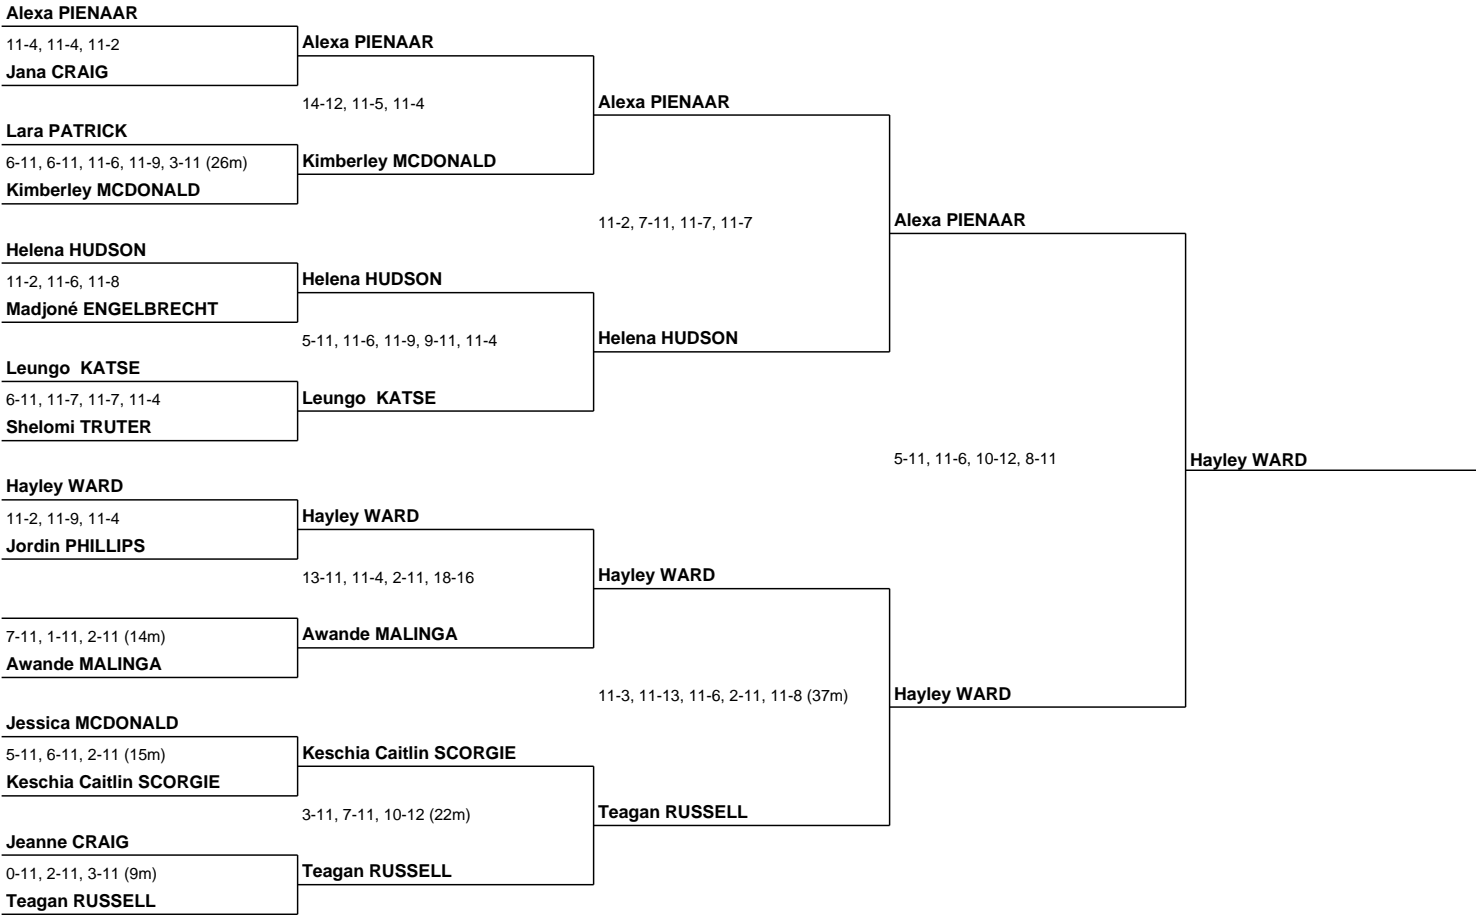 Alexa PIENAAR
11-4, 11-4, 11-2
Jana CRAIG
Lara PATRICK
6-11, 6-11, 11-6, 11-9, 3-11 (26m)
Kimberley MCDONALD
Helena HUDSON
11-2, 11-6, 11-8
Madjoné ENGELBRECHT
Leungo  KATSE
6-11, 11-7, 11-7, 11-4
Shelomi TRUTER
Hayley WARD
11-2, 11-9, 11-4
Jordin PHILLIPS
7-11, 1-11, 2-11 (14m)
Awande MALINGA
Jessica MCDONALD
5-11, 6-11, 2-11 (15m)
Keschia Caitlin SCORGIE
Jeanne CRAIG
0-11, 2-11, 3-11 (9m)
Teagan RUSSELL
Alexa PIENAAR
14-12, 11-5, 11-4
Kimberley MCDONALD
Helena HUDSON
5-11, 11-6, 11-9, 9-11, 11-4
Leungo  KATSE
Hayley WARD
13-11, 11-4, 2-11, 18-16
Awande MALINGA
Keschia Caitlin SCORGIE
3-11, 7-11, 10-12 (22m)
Teagan RUSSELL
Alexa PIENAAR
11-2, 7-11, 11-7, 11-7
Helena HUDSON
Hayley WARD
11-3, 11-13, 11-6, 2-11, 11-8 (37m)
Teagan RUSSELL
Alexa PIENAAR
5-11, 11-6, 10-12, 8-11
Hayley WARD
Hayley WARD